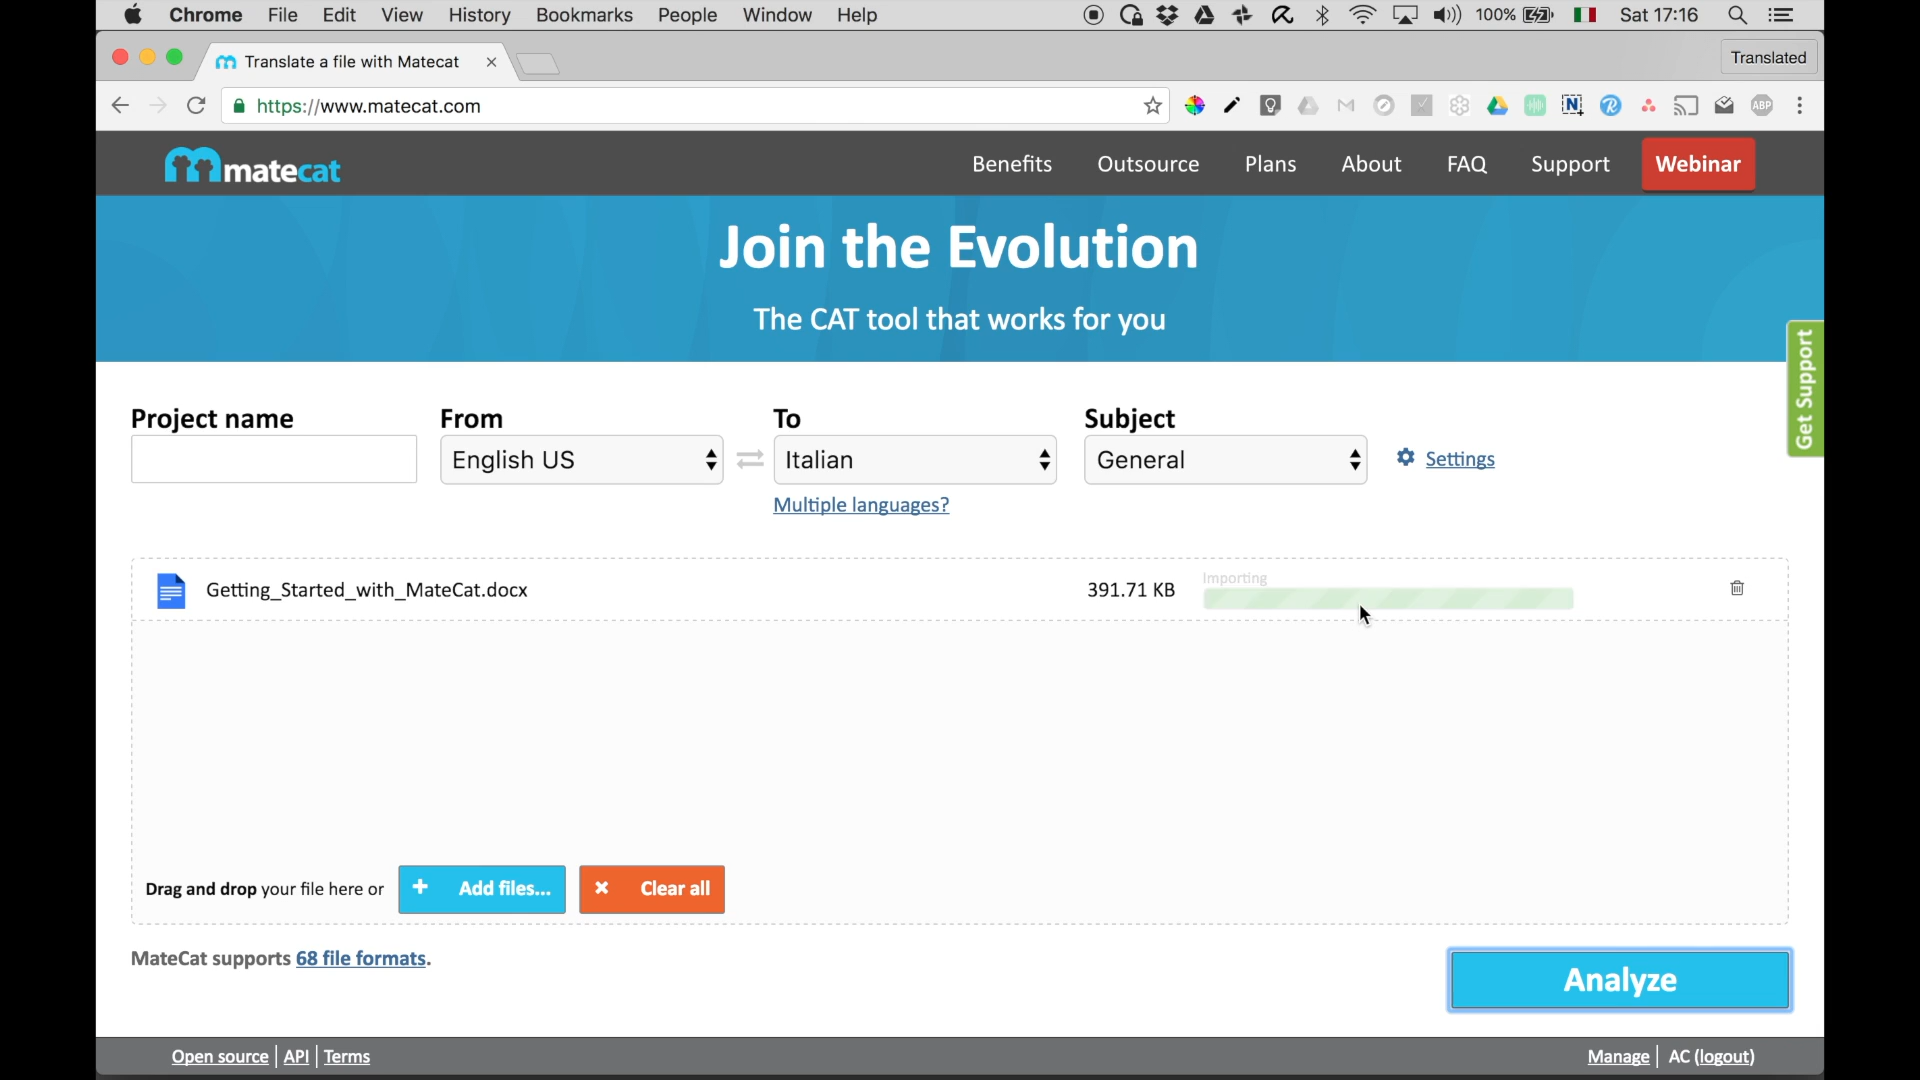 Chrome File Edit View History Bookmarks People Window Help 100% Sat 17:16
Translate a file with Matecat Translated
https://www.matecat.com N R ABP
matecat Benefits Outsource Plans About FAQ Support Webinar
Join the Evolution
The CAT tool that works for you
Get Support
Project name From To Subject
English US Italian General Settings
Multiple languages?
Getting_Started_with_MateCat.docx 391.71 KB Importing
Drag and drop your file here or + Add files... Clear all
MateCat supports 68 file formats.
Analyze
Open source | API | Terms Manage | AC (logout)